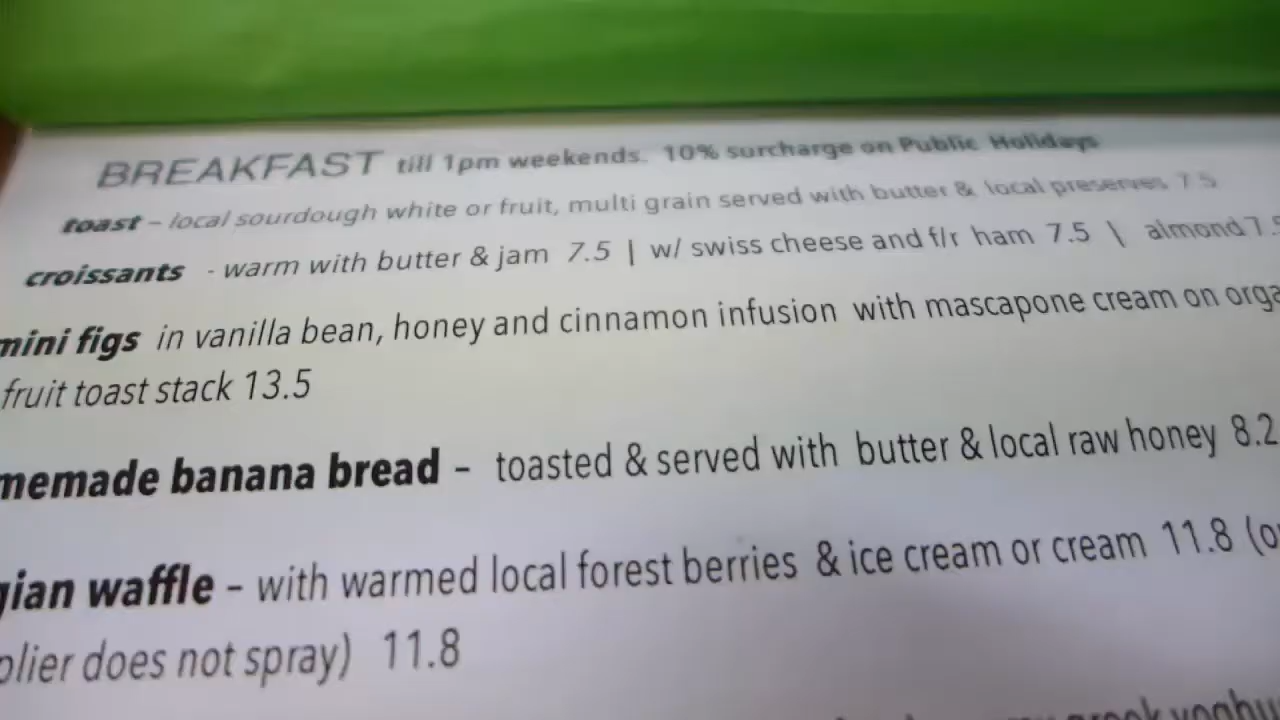 BREAKFAST till 1pm weekends. 10% surcharge on Public Holidays
toast – local sourdough white or fruit, multi grain served with butter & local preserves 7.5
croissants - warm with butter & jam 7.5 | w/ swiss cheese and f/r ham 7.5 \ almond 7.5
mini figs in vanilla bean, honey and cinnamon infusion with mascapone cream on orga
fruit toast stack 13.5
memade banana bread – toasted & served with butter & local raw honey 8.2
gian waffle – with warmed local forest berries & ice cream or cream 11.8 (o
plier does not spray) 11.8